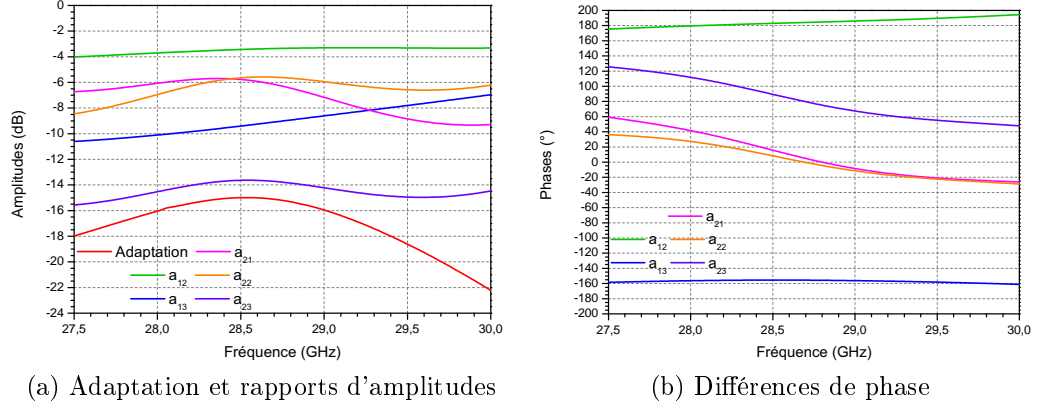 0
-2
-4
-6
-8
-10
-12
-14
-16
-18
-20
-22
-24
Amplitudes (dB)
Adaptation
a21
a12
a22
a13
a23
27,5
28,0
28,5
29,0
29,5
30,0
Fréquence (GHz)
(a) Adaptation et rapports d'amplitudes
200
180
160
140
120
100
80
60
40
20
0
-20
-40
-60
-80
-100
-120
-140
-160
-180
-200
Phases (°)
a21
a12
a22
a13
a23
27,5
28,0
28,5
29,0
29,5
30,0
Fréquence (GHz)
(b) Différences de phase